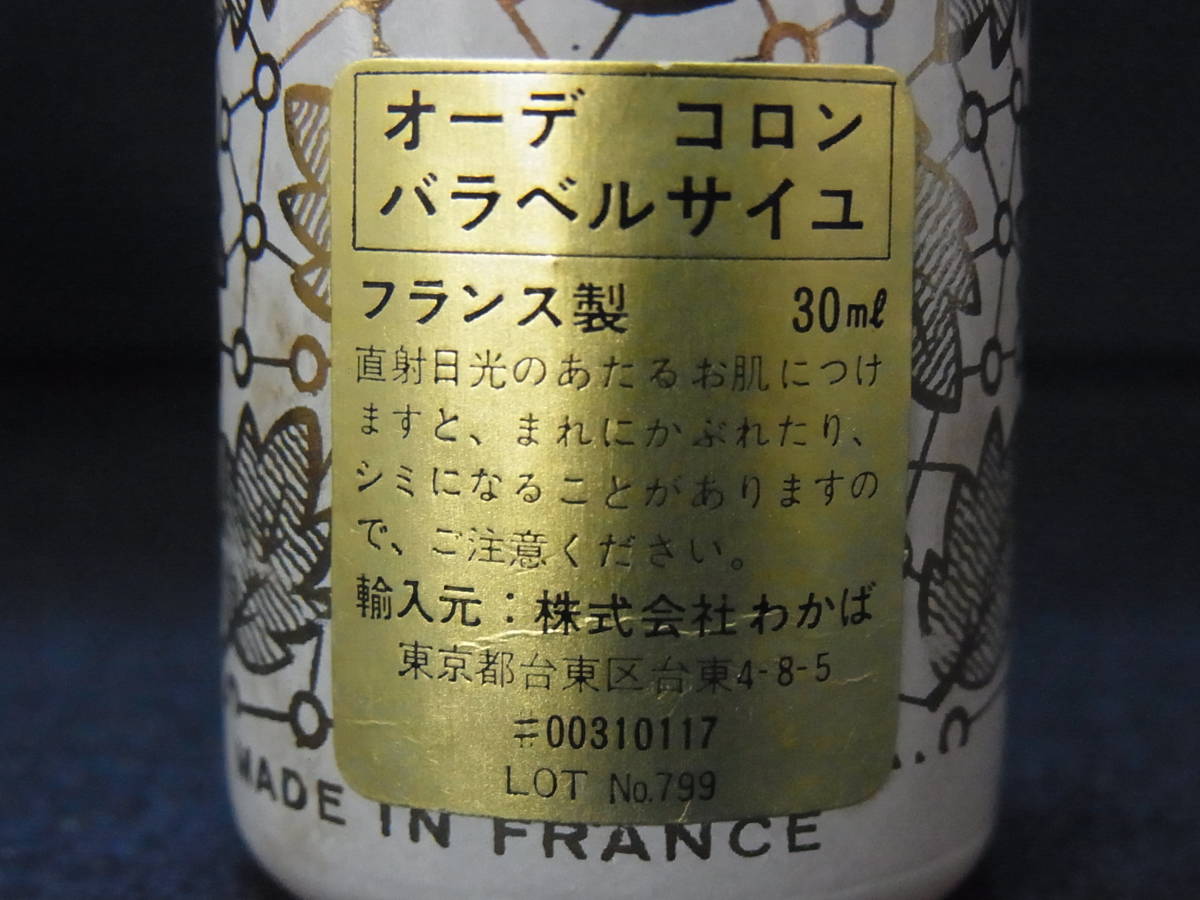 オーデ コロン
バラベルサイユ
フランス製 30ml
直射日光のあたるお肌につけ
ますと、まれにかぶれたり、
シミになることがありますの
で、ご注意ください。
輸入元：株式会社わかば
東京都台東区台東4-8-5
#00310117
LOT No.799
MADE IN FRANCE